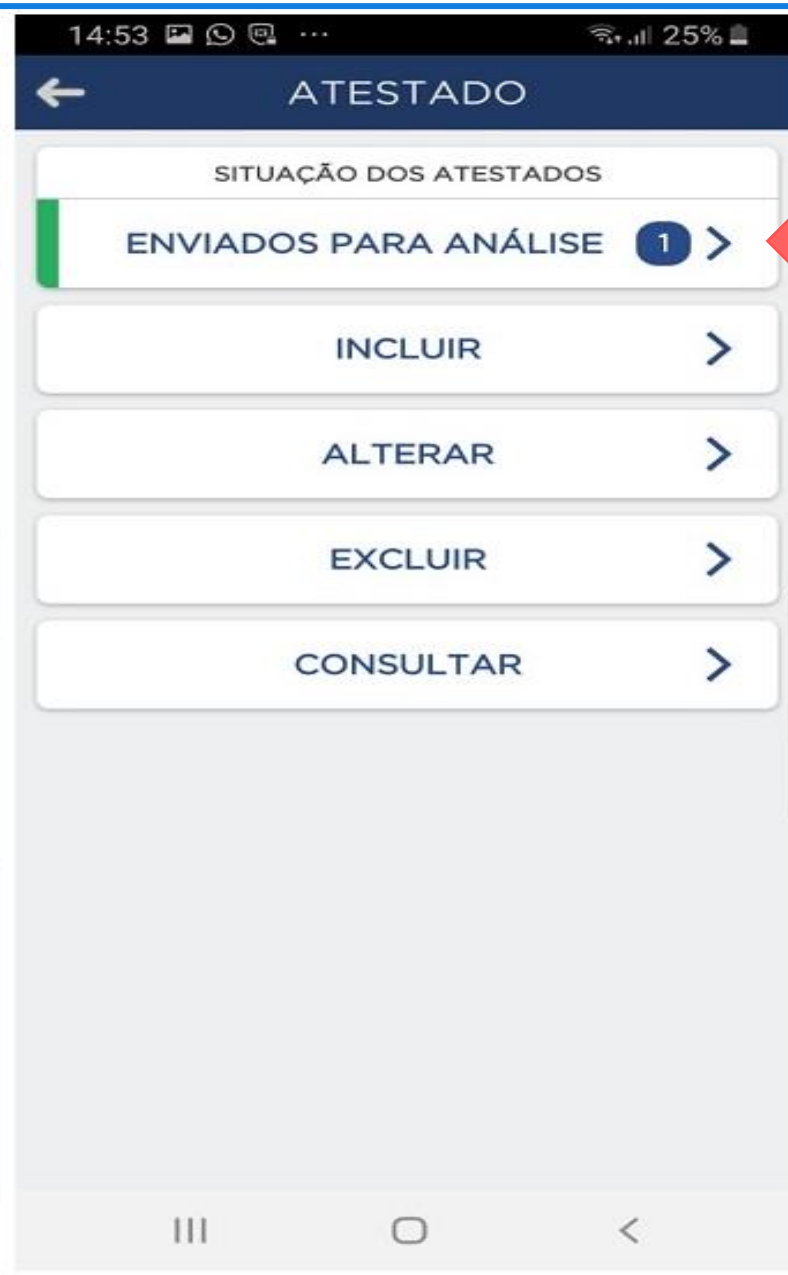 14:53 ... 25%
ATESTADO
SITUAÇÃO DOS ATESTADOS
ENVIADOS PARA ANÁLISE 1
INCLUIR
ALTERAR
EXCLUIR
CONSULTAR